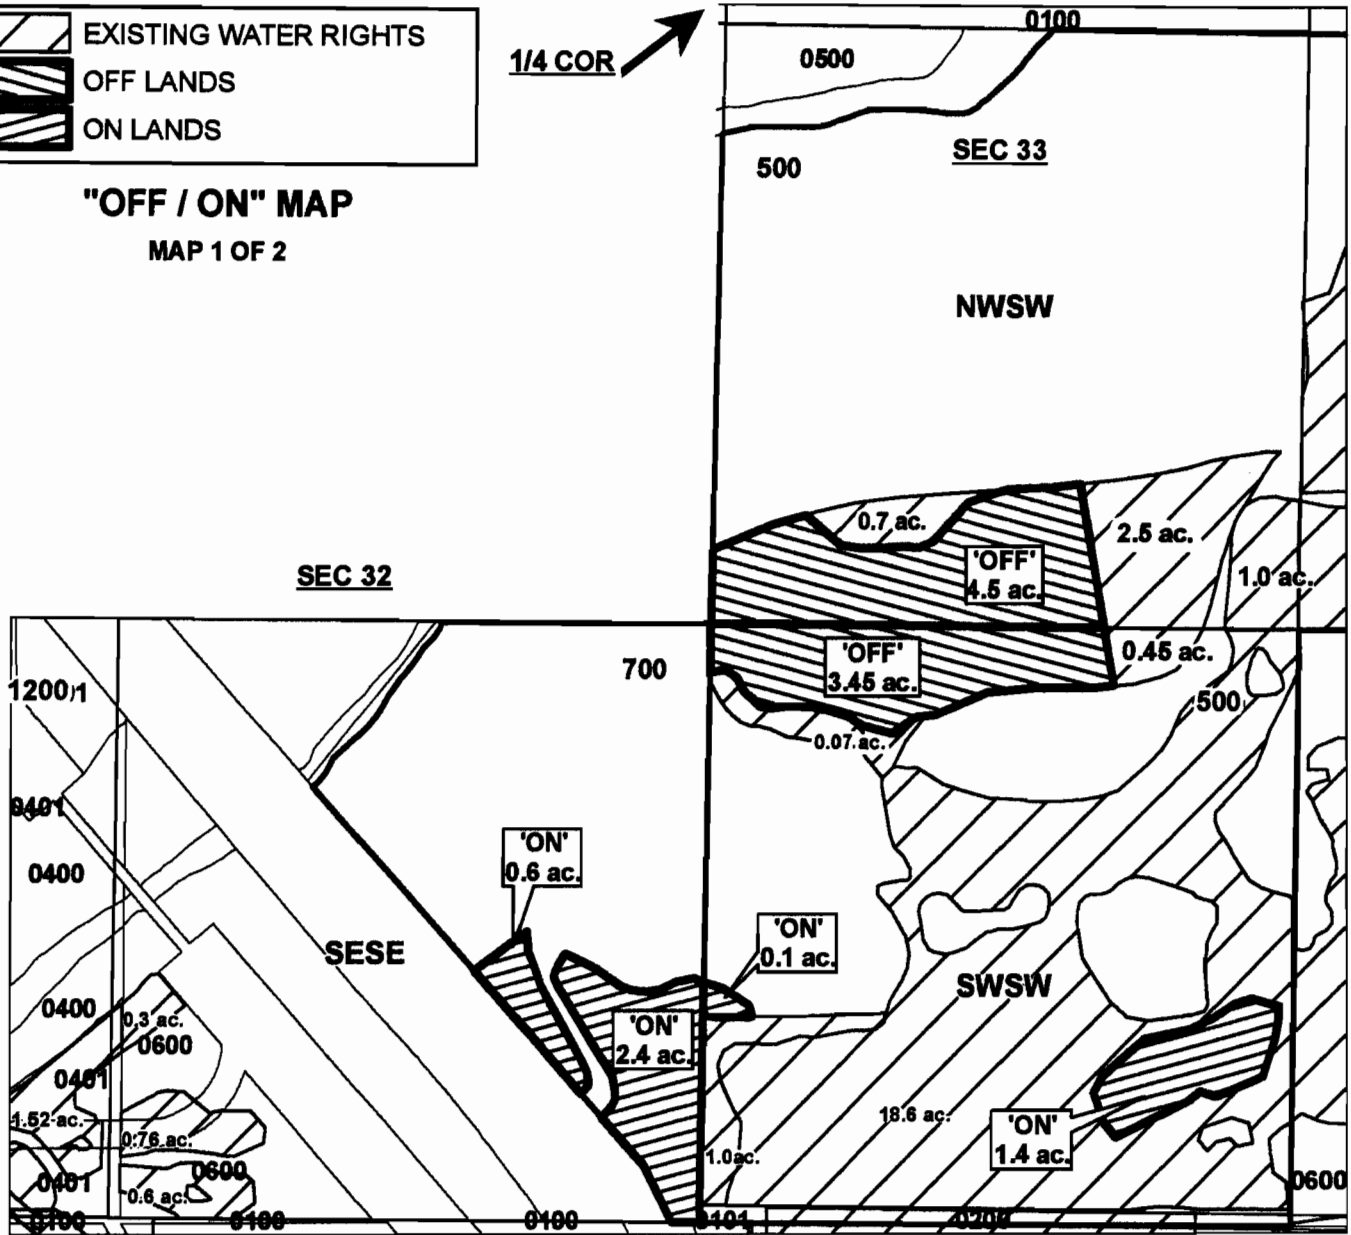 EXISTING WATER RIGHTS
OFF LANDS
ON LANDS
"OFF / ON" MAP
MAP 1 OF 2
1/4 COR
0100
0500
SEC 33
500
NWSW
0.7 ac.
2.5 ac.
'OFF'
4.5 ac.
1.0 ac.
SEC 32
700
'OFF'
3.45 ac.
0.45 ac.
500
0.07 ac.
1200
0401
0400
'ON'
0.6 ac.
SESE
'ON'
0.1 ac.
SWSW
0400
0.3 ac.
0600
'ON'
2.4 ac.
0401
1.52 ac.
0.76 ac.
18.6 ac.
'ON'
1.4 ac.
1.0 ac.
0401
0600
0.6 ac.
0600
0100
0100
0100
0101
0200